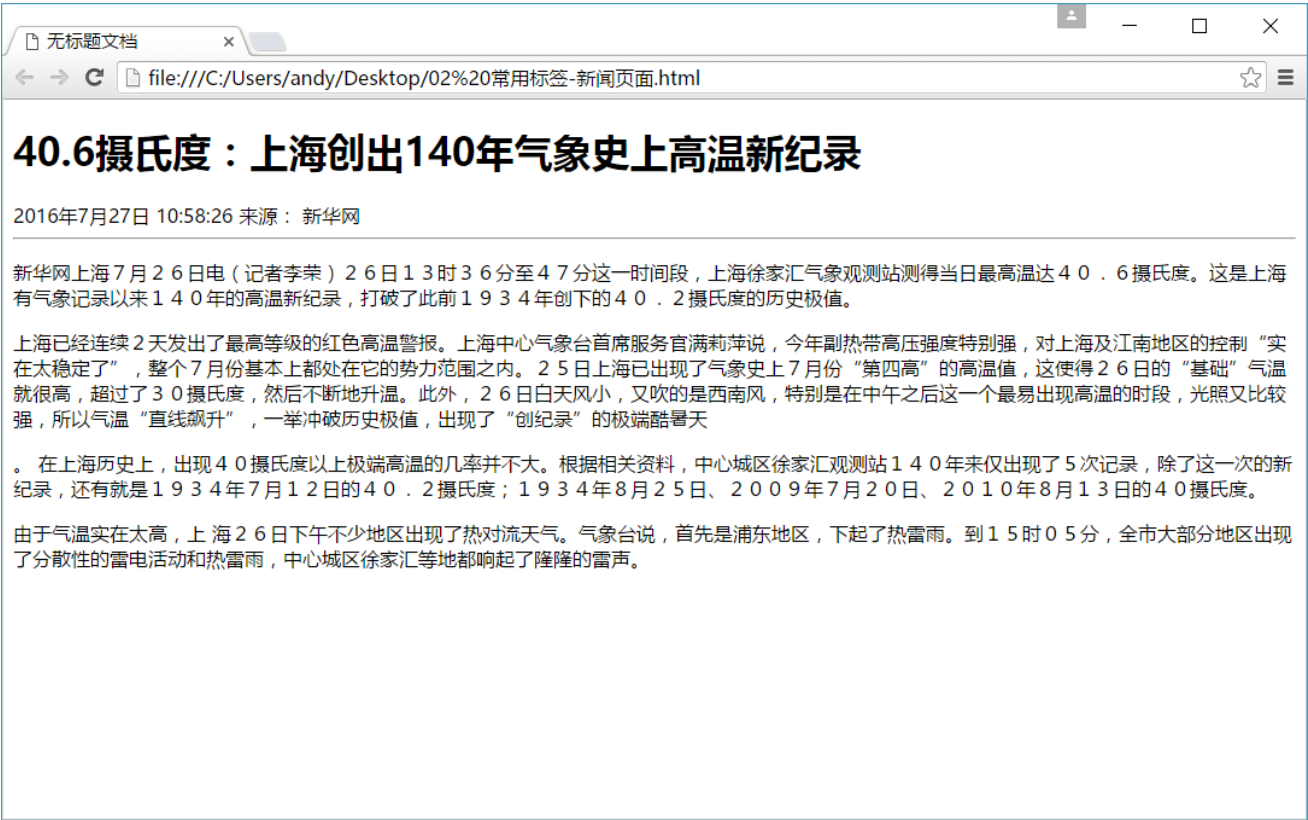 无标题文档
file:///C:/Users/andy/Desktop/02%20常用标签-新闻页面.html
40.6摄氏度：上海创出140年气象史上高温新纪录
2016年7月27日 10:58:26 来源： 新华网
新华网上海７月２６日电（记者李荣）２６日１３时３６分至４７分这一时间段，上海徐家汇气象观测站测得当日最高温达４０．６摄氏度。这是上海
有气象记录以来１４０年的高温新纪录，打破了此前１９３４年创下的４０．２摄氏度的历史极值。
上海已经连续２天发出了最高等级的红色高温警报。上海中心气象台首席服务官满莉萍说，今年副热带高压强度特别强，对上海及江南地区的控制“实
在太稳定了”，整个７月份基本上都处在它的势力范围之内。２５日上海已出现了气象史上７月份“第四高”的高温值，这使得２６日的“基础”气温
就很高，超过了３０摄氏度，然后不断地升温。此外，２６日白天风小，又吹的是西南风，特别是在中午之后这一个最易出现高温的时段，光照又比较
强，所以气温“直线飙升”，一举冲破历史极值，出现了“创纪录”的极端酷暑天
。 在上海历史上，出现４０摄氏度以上极端高温的几率并不大。根据相关资料，中心城区徐家汇观测站１４０年来仅出现了５次记录，除了这一次的新
纪录，还有就是１９３４年７月１２日的４０．２摄氏度；１９３４年８月２５日、２００９年７月２０日、２０１０年８月１３日的４０摄氏度。
由于气温实在太高，上 海２６日下午不少地区出现了热对流天气。气象台说，首先是浦东地区，下起了热雷雨。到１５时０５分，全市大部分地区出现
了分散性的雷电活动和热雷雨，中心城区徐家汇等地都响起了隆隆的雷声。